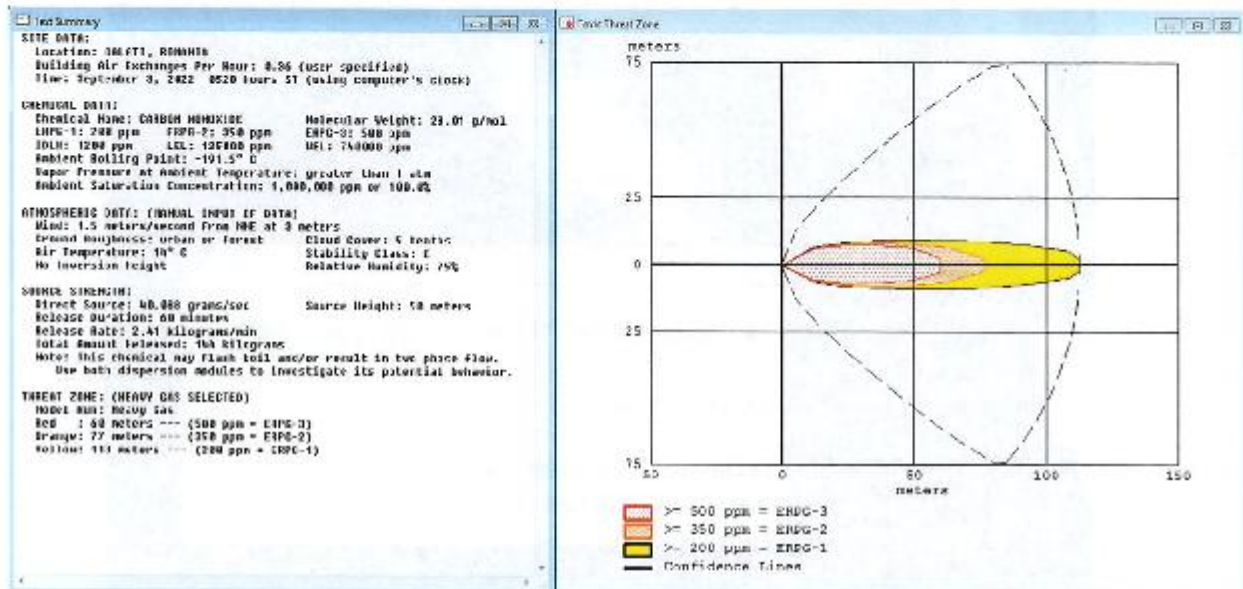 Text Summary
SITE DATA:
Location: GALATI, ROMANIA
Building Air Exchanges Per Hour: 0.36 (user specified)
Time: September 8, 2022 0520 hours ST (using computer's clock)
CHEMICAL DATA:
Chemical Name: CARBON MONOXIDE Molecular Weight: 28.01 g/mol
ERPG-1: 200 ppm ERPG-2: 350 ppm ERPG-3: 500 ppm
IDLH: 1200 ppm LEL: 125000 ppm UEL: 740000 ppm
Ambient Boiling Point: -191.5° C
Vapor Pressure at Ambient Temperature: greater than 1 atm
Ambient Saturation Concentration: 1,000,000 ppm or 100.0%
ATMOSPHERIC DATA: (MANUAL INPUT OF DATA)
Wind: 1.5 meters/second from NNE at 3 meters
Ground Roughness: urban or forest Cloud Cover: 5 tenths
Air Temperature: 10° C Stability Class: E
No Inversion Height Relative Humidity: 75%
SOURCE STRENGTH:
Direct Source: 40.088 grams/sec Source Height: 50 meters
Release Duration: 60 minutes
Release Rate: 2.41 kilograms/min
Total Amount Released: 144 kilograms
Note: This chemical may flash boil and/or result in two phase flow.
Use both dispersion modules to investigate its potential behavior.
THREAT ZONE: (HEAVY GAS SELECTED)
Model Run: Heavy Gas
Red : 60 meters --- (500 ppm = ERPG-3)
Orange: 77 meters --- (350 ppm = ERPG-2)
Yellow: 113 meters --- (200 ppm = ERPG-1)
Toxic Threat Zone
meters
75
25
0
25
75
50 0 50 100 150
meters
>= 500 ppm = ERPG-3
>= 350 ppm = ERPG-2
>= 200 ppm = ERPG-1
Confidence Lines